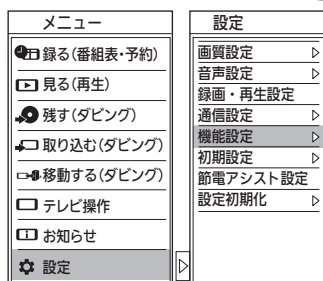 メニュー
録る(番組表・予約)
見る(再生)
残す(ダビング)
取り込む(ダビング)
移動する(ダビング)
テレビ操作
お知らせ
設定
設定
画質設定
音声設定
録画・再生設定
通信設定
機能設定
初期設定
節電アシスト設定
設定初期化